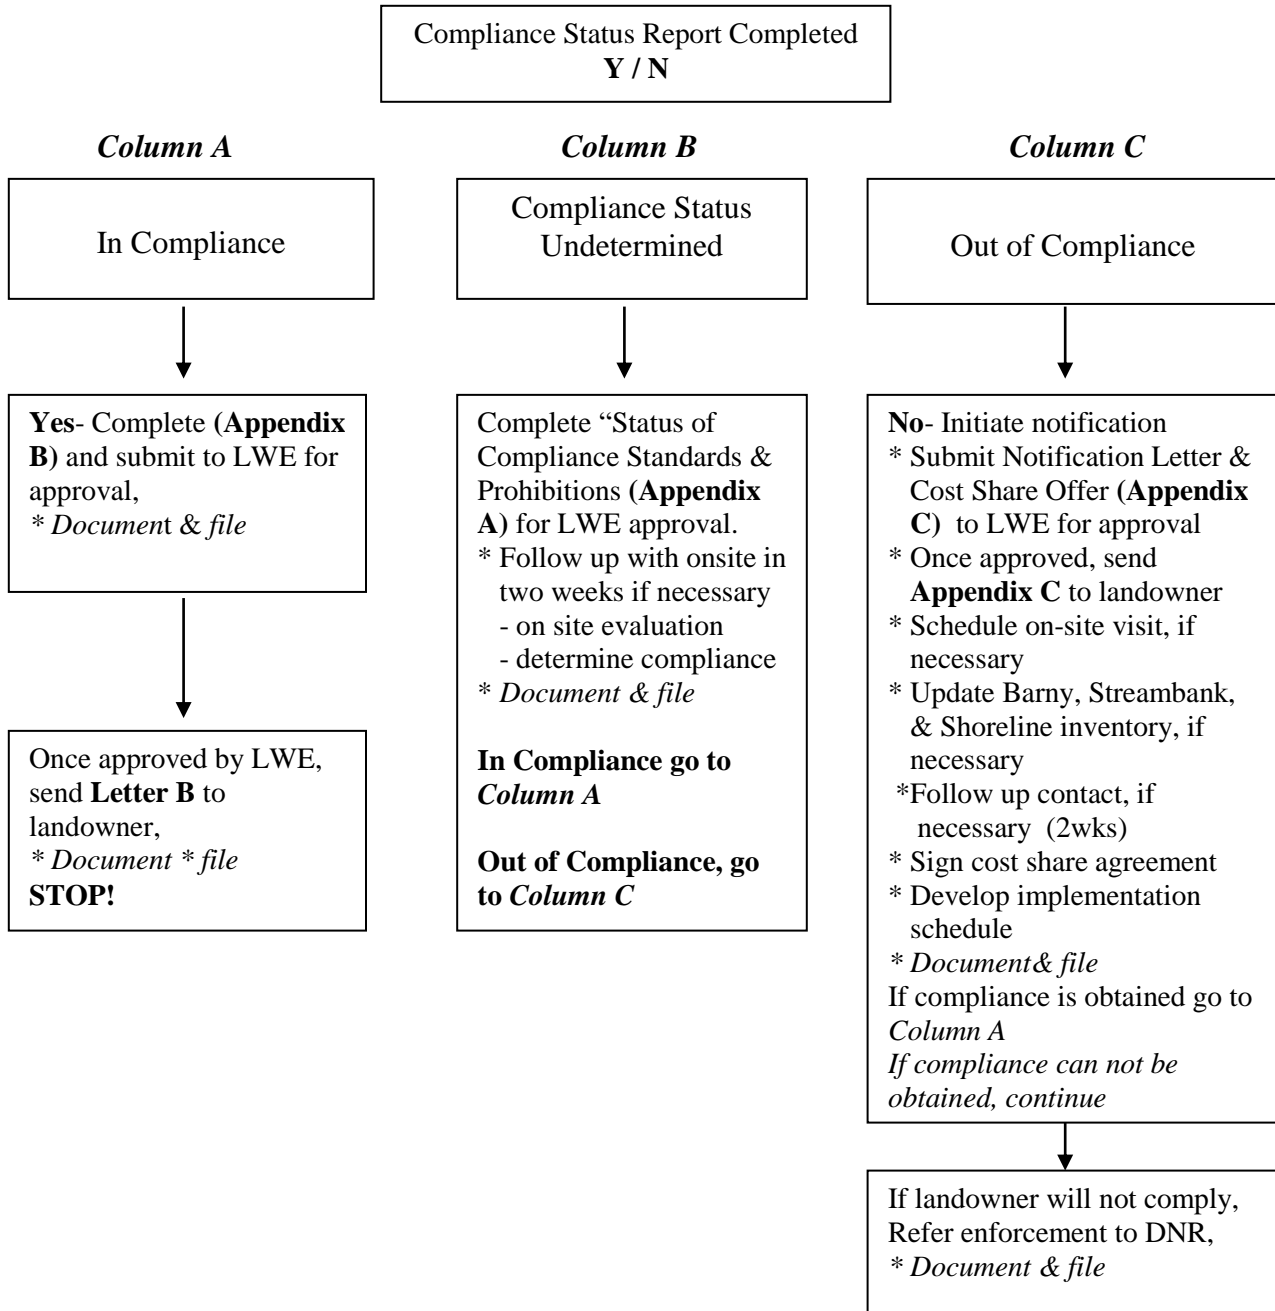 Compliance Status Report Completed
Y / N
Column A
In Compliance
Yes- Complete (Appendix
B) and submit to LWE for
approval,
* Document & file
Once approved by LWE,
send Letter B to
landowner,
* Document * file
STOP!
Column B
Compliance Status
Undetermined
Complete “Status of
Compliance Standards &
Prohibitions (Appendix
A) for LWE approval.
* Follow up with onsite in
two weeks if necessary
- on site evaluation
- determine compliance
* Document & file
In Compliance go to
Column A
Out of Compliance, go
to Column C
Column C
Out of Compliance
No- Initiate notification
* Submit Notification Letter &
Cost Share Offer (Appendix
C) to LWE for approval
* Once approved, send
Appendix C to landowner
* Schedule on-site visit, if
necessary
* Update Barny, Streambank,
& Shoreline inventory, if
necessary
*Follow up contact, if
necessary (2wks)
* Sign cost share agreement
* Develop implementation
schedule
* Document& file
If compliance is obtained go to
Column A
If compliance can not be
obtained, continue
If landowner will not comply,
Refer enforcement to DNR,
* Document & file